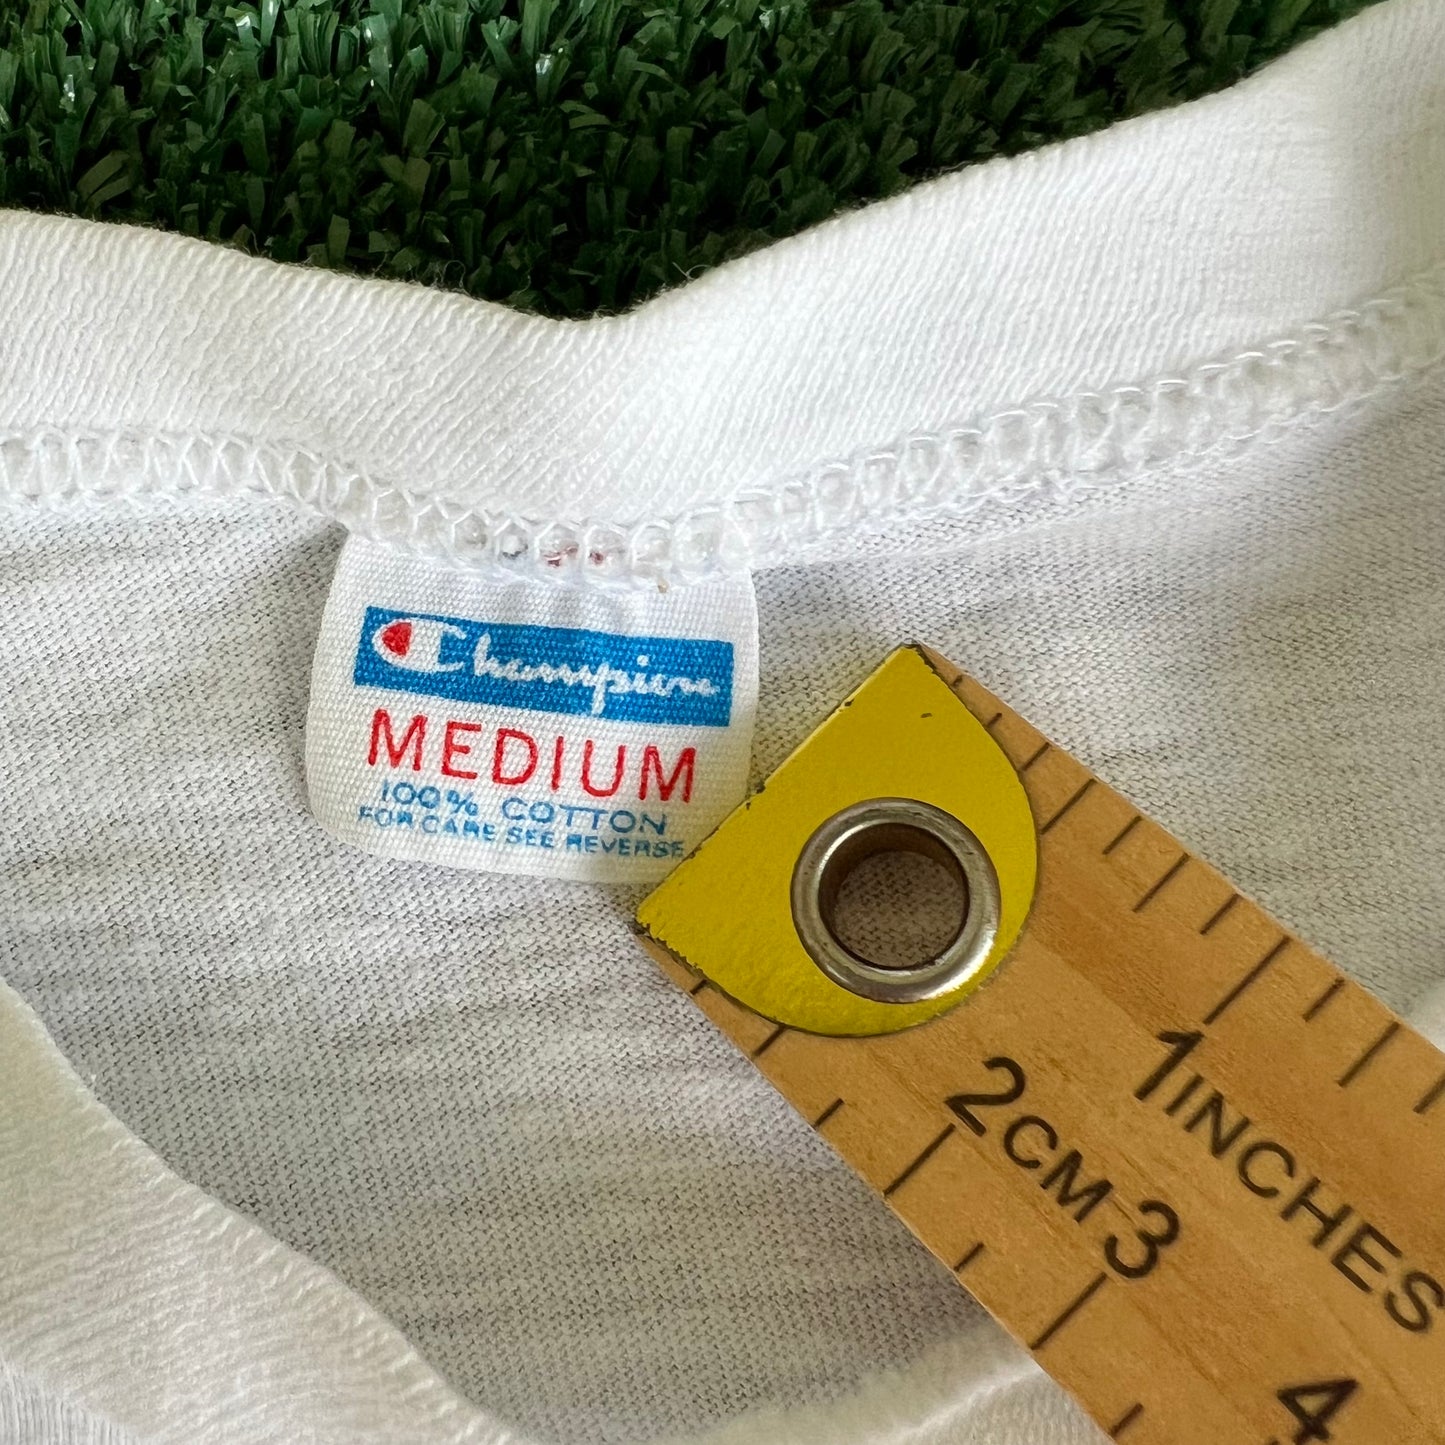 Champion
MEDIUM
100% COTTON
FOR CARE SEE REVERSE
1 INCHES
2 CM 3
4